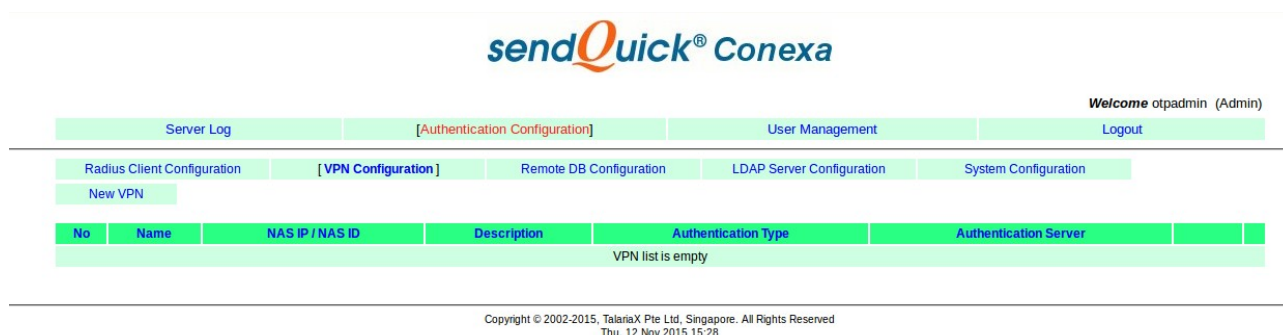 sendQuick® Conexa
Welcome otpadmin (Admin)
Server Log [Authentication Configuration] User Management Logout
Radius Client Configuration [ VPN Configuration ] Remote DB Configuration LDAP Server Configuration System Configuration
New VPN
No Name NAS IP / NAS ID Description Authentication Type Authentication Server
VPN list is empty
Copyright © 2002-2015, TalariaX Pte Ltd, Singapore. All Rights Reserved
Thu, 12 Nov 2015 15:28